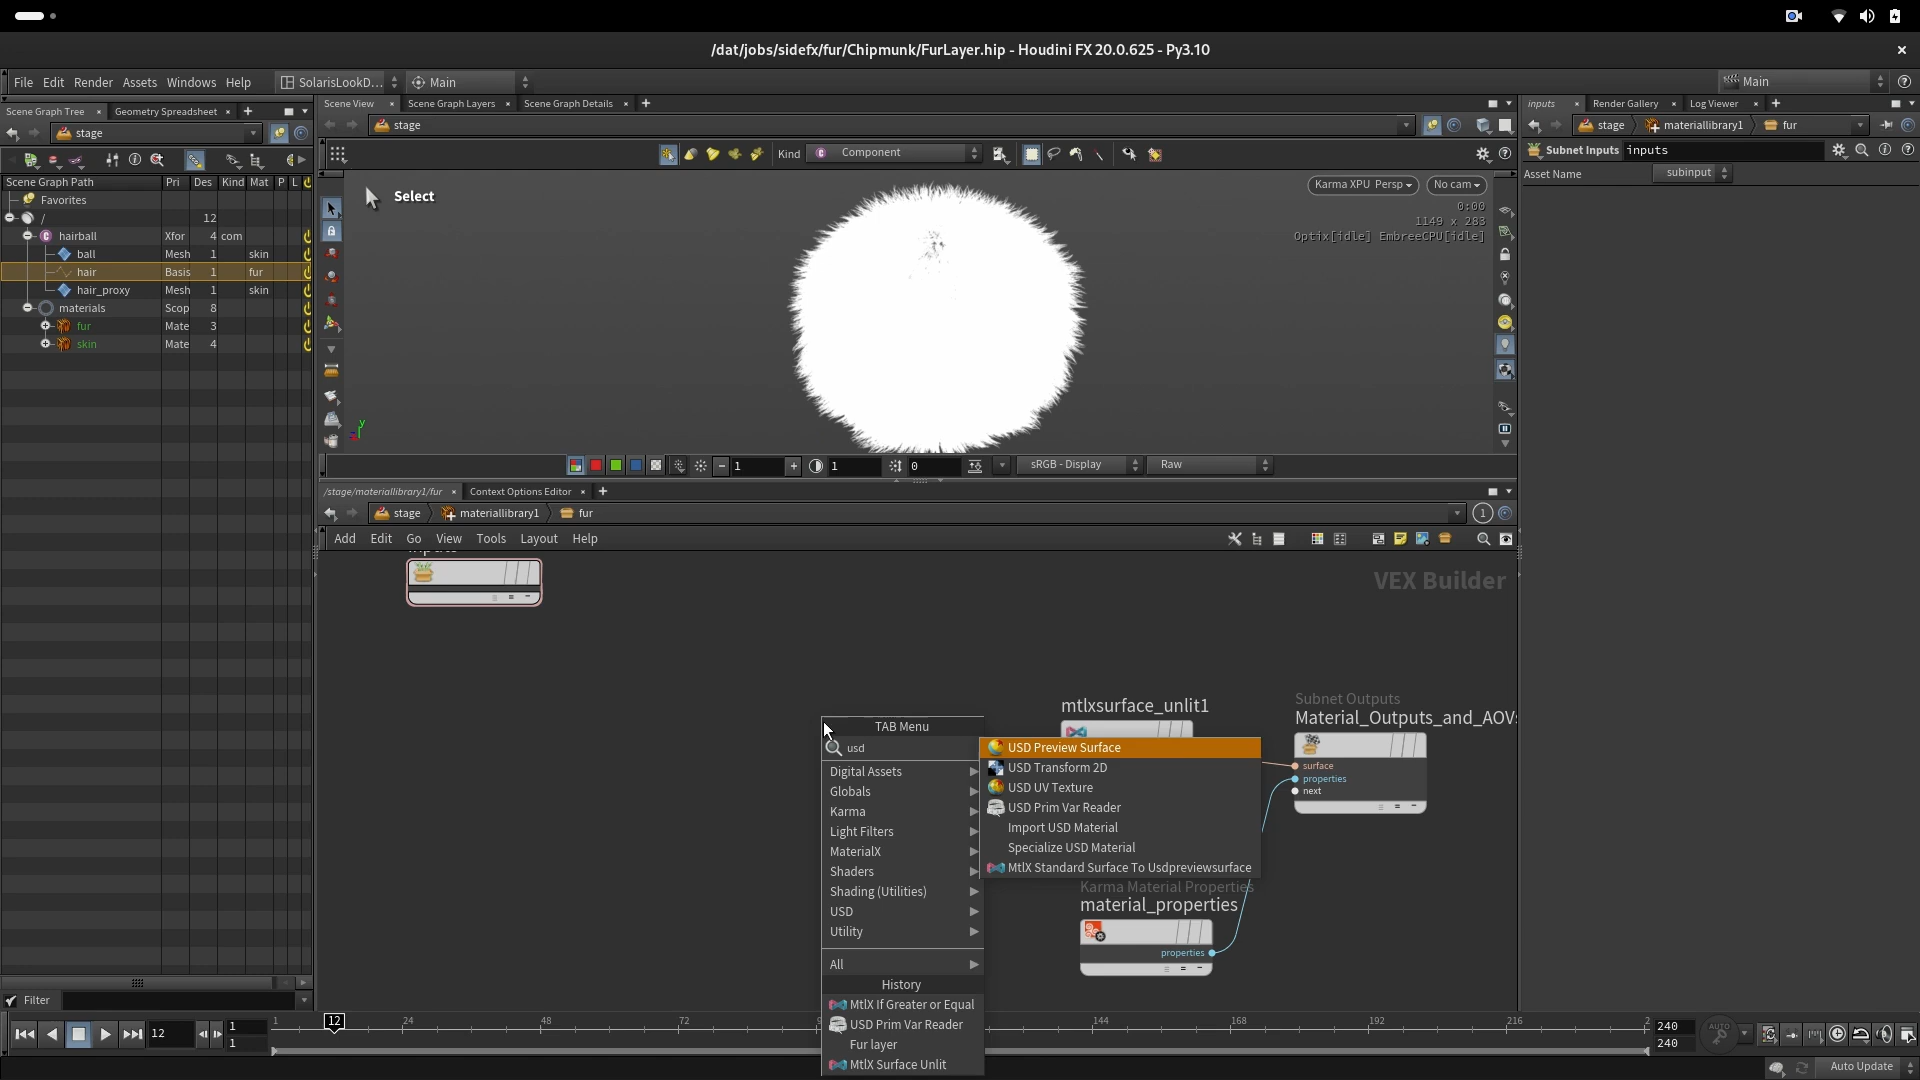 /dat/jobs/sidefx/fur/Chipmunk/FurLayer.hip - Houdini FX 20.0.625 - Py3.10
File Edit Render Assets Windows Help
SolarisLookD... Main
Main
Scene Graph Tree Geometry Spreadsheet
stage
Scene Graph Path Pri Des Kind Mat P L
Favorites
/ 12
hairball Xfor 4 com
ball Mesh 1 skin
hair Basis 1 fur
hair_proxy Mesh 1 skin
materials Scop 8
fur Mate 3
skin Mate 4
Filter
Scene View Scene Graph Layers Scene Graph Details
stage
Kind Component
Select
Karma XPU Persp No cam
0:00
1149 x 283
Optix[idle] EmbreeCPU[idle]
y
1 1 0 sRGB - Display Raw
/stage/materiallibrary1/fur Context Options Editor
stage materiallibrary1 fur
1
Add Edit Go View Tools Layout Help
VEX Builder
mtlxsurface_unlit1
Subnet Outputs
Material_Outputs_and_AOVs
surface
properties
next
Karma Material Properties
material_properties
properties
TAB Menu
usd
Digital Assets
Globals
Karma
Light Filters
MaterialX
Shaders
Shading (Utilities)
USD
Utility
All
History
MtlX If Greater or Equal
USD Prim Var Reader
Fur layer
MtlX Surface Unlit
USD Preview Surface
USD Transform 2D
USD UV Texture
USD Prim Var Reader
Import USD Material
Specialize USD Material
MtlX Standard Surface To Usdpreviewsurface
inputs Render Gallery Log Viewer
stage materiallibrary1 fur
Subnet Inputs inputs
Asset Name subinput
12
1
1
1 12 24 48 72 144 168 192 216 2
240
240
AUTO
Auto Update